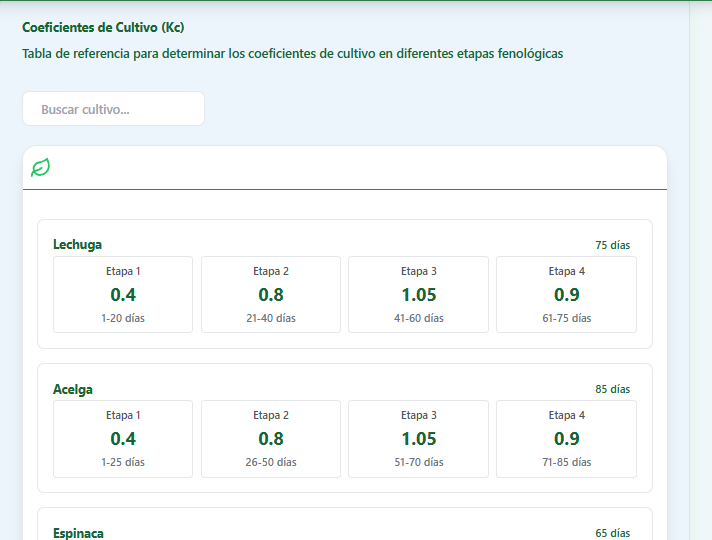 Coeficientes de Cultivo (Kc)
Tabla de referencia para determinar los coeficientes de cultivo en diferentes etapas fenológicas
Buscar cultivo...
Lechuga 75 días
Etapa 1 Etapa 2 Etapa 3 Etapa 4
0.4 0.8 1.05 0.9
1-20 días 21-40 días 41-60 días 61-75 días
Acelga 85 días
Etapa 1 Etapa 2 Etapa 3 Etapa 4
0.4 0.8 1.05 0.9
1-25 días 26-50 días 51-70 días 71-85 días
Espinaca 65 días